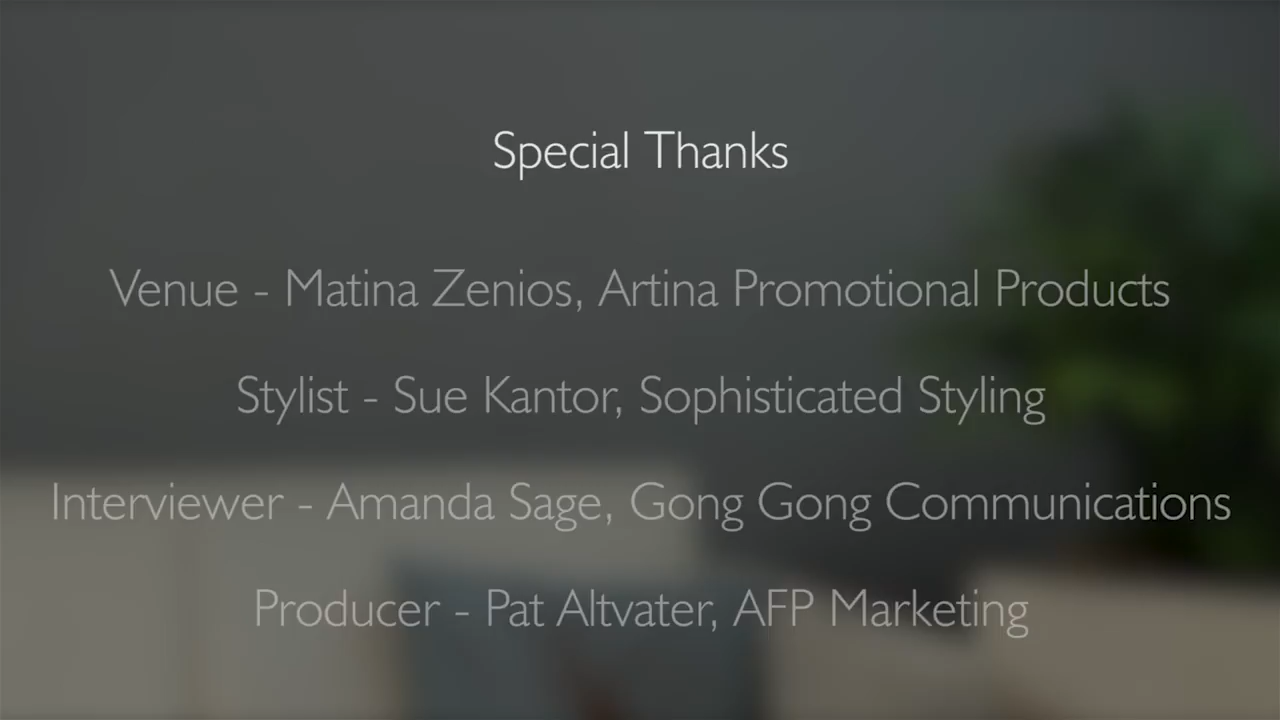 Special Thanks
Venue - Matina Zenios, Artina Promotional Products
Stylist - Sue Kantor, Sophisticated Styling
Interviewer - Amanda Sage, Gong Gong Communications
Producer - Pat Altvater, AFP Marketing